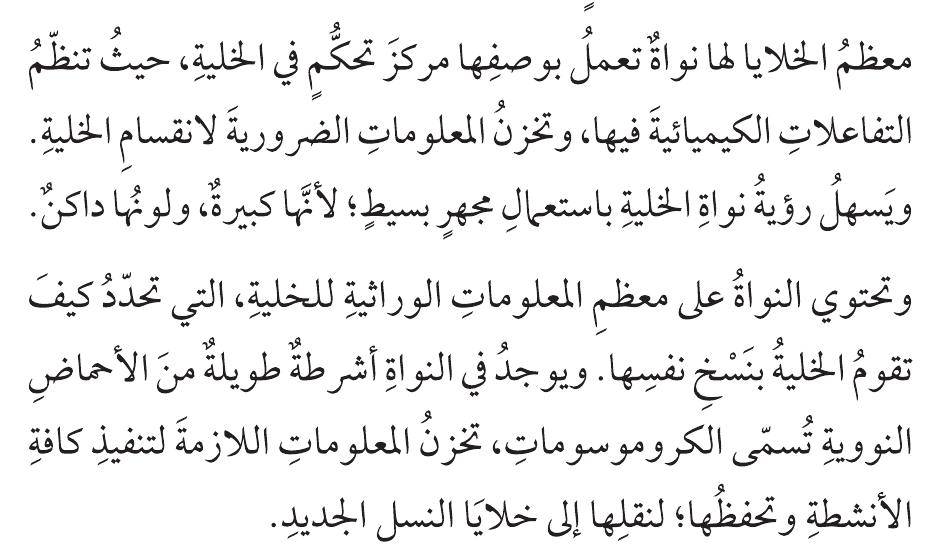 معظمُ الخلايا لها نواةٌ تعملُ بوصفِها مركزَ تحكُّمٍ في الخليةِ، حيثُ تنظّمُ
التفاعلاتِ الكيميائيةَ فيها، وتخزنُ المعلوماتِ الضروريةَ لانقسامِ الخليةِ.
ويَسهلُ رؤيةُ نواةِ الخليةِ باستعمالِ مجهرٍ بسيطٍ؛ لأنَّها كبيرةٌ، ولونُها داكنٌ.
وتحتوي النواةُ على معظمِ المعلوماتِ الوراثيةِ للخليةِ، التي تحدّدُ كيفَ
تقومُ الخليةُ بنَسْخِ نفسِها. ويوجدُ في النواةِ أشرطةٌ طويلةٌ منَ الأحماضِ
النوويةِ تُسمّى الكروموسوماتِ، تخزنُ المعلوماتِ اللازمةَ لتنفيذِ كافةِ
الأنشطةِ وتحفظُها؛ لنقلِها إلى خلايَا النسل الجديدِ.